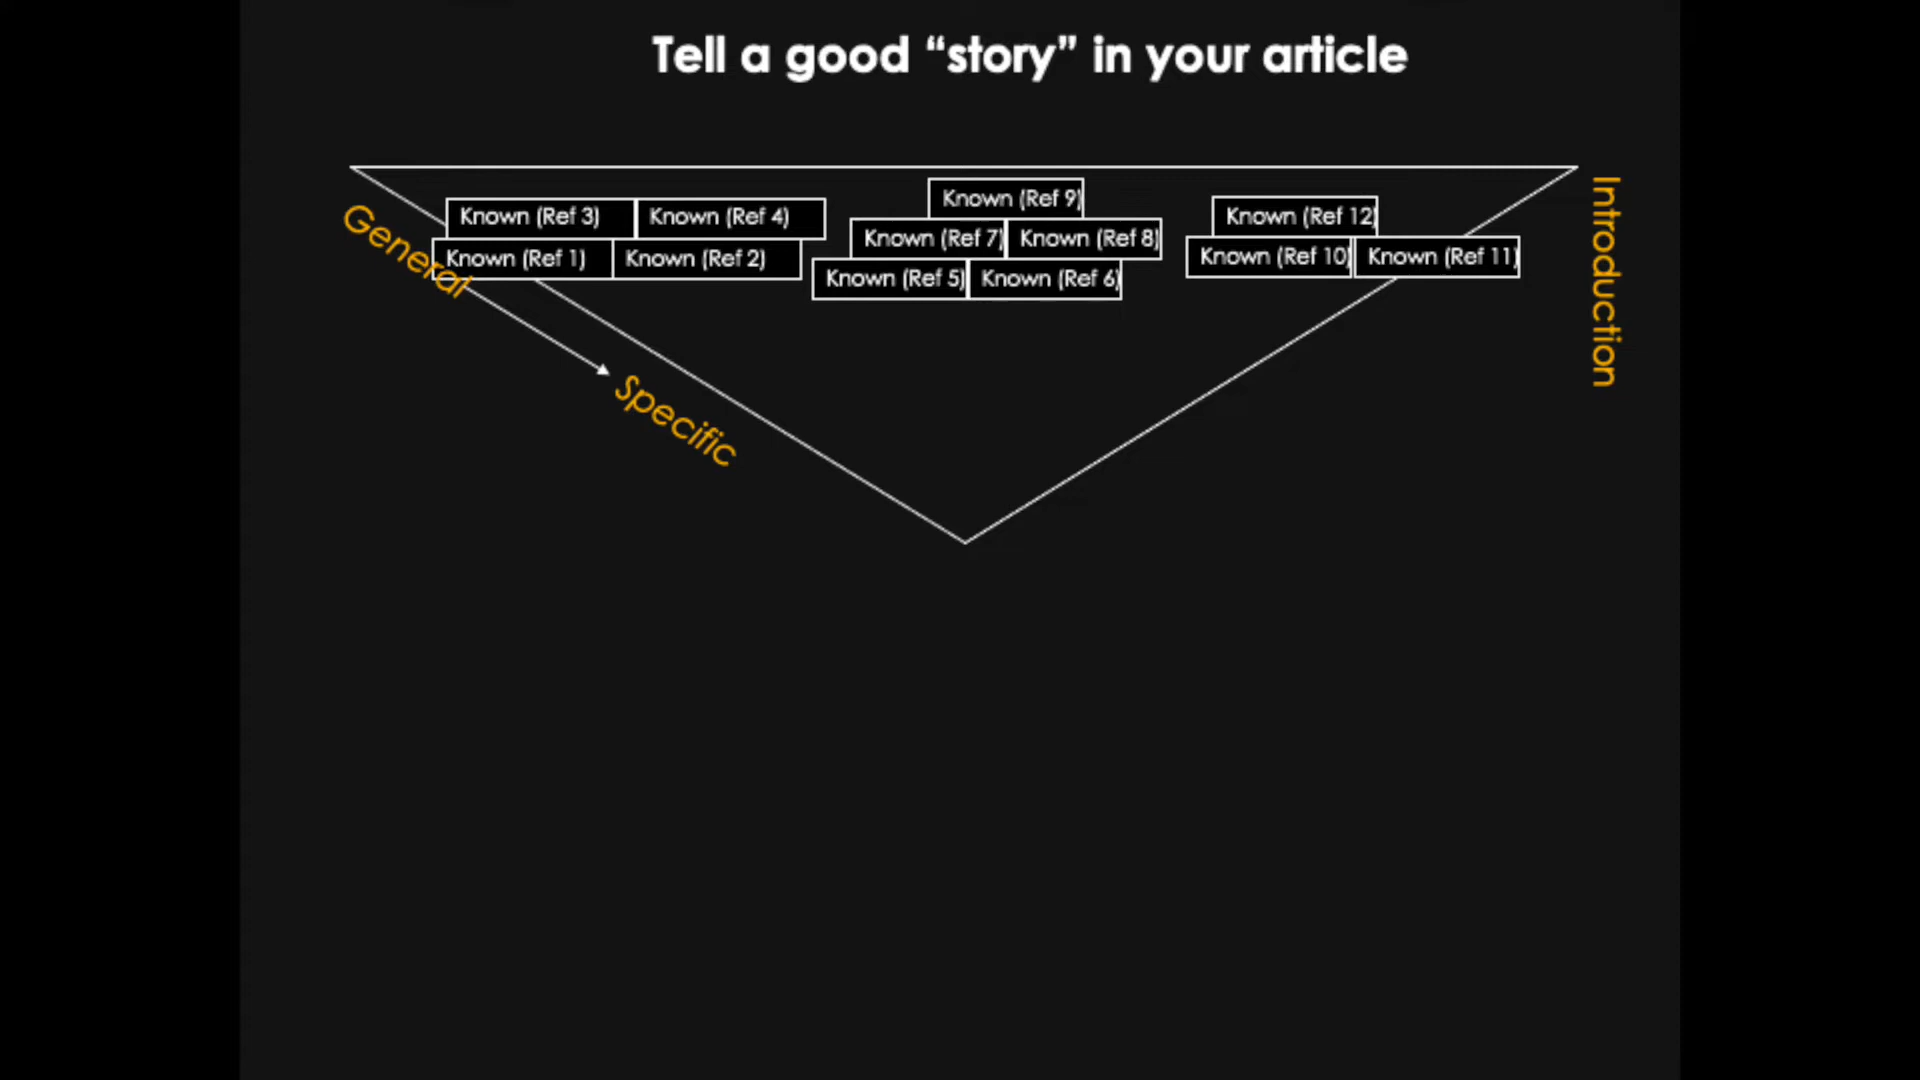 Tell a good “story” in your article
Known (Ref 9)
Known (Ref 3) Known (Ref 4)
Known (Ref 12)
Known (Ref 7) Known (Ref 8)
Known (Ref 1) Known (Ref 2)
Known (Ref 10) Known (Ref 11)
Known (Ref 5) Known (Ref 6)
General
Specific
Introduction